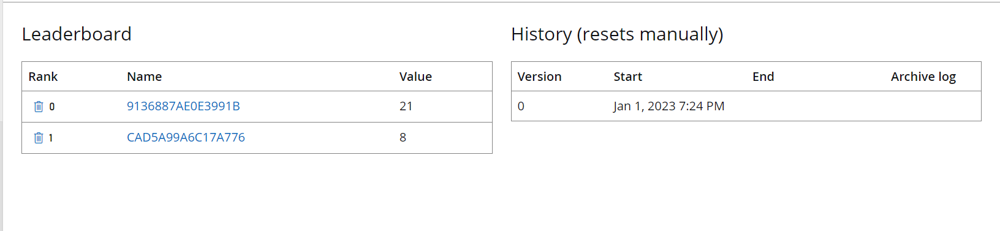 Leaderboard
Rank Name Value
0 9136887AE0E3991B 21
1 CAD5A99A6C17A776 8
History (resets manually)
Version Start End Archive log
0 Jan 1, 2023 7:24 PM